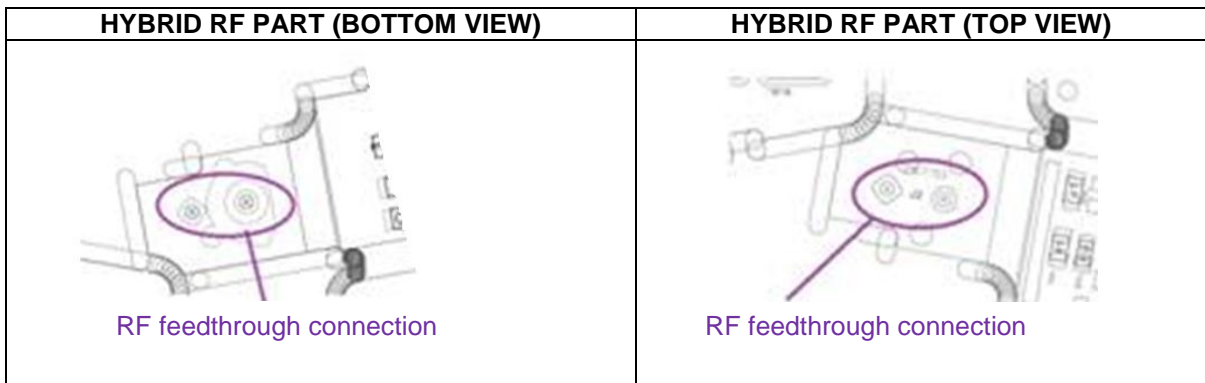 HYBRID RF PART (BOTTOM VIEW)
HYBRID RF PART (TOP VIEW)
RF feedthrough connection
RF feedthrough connection